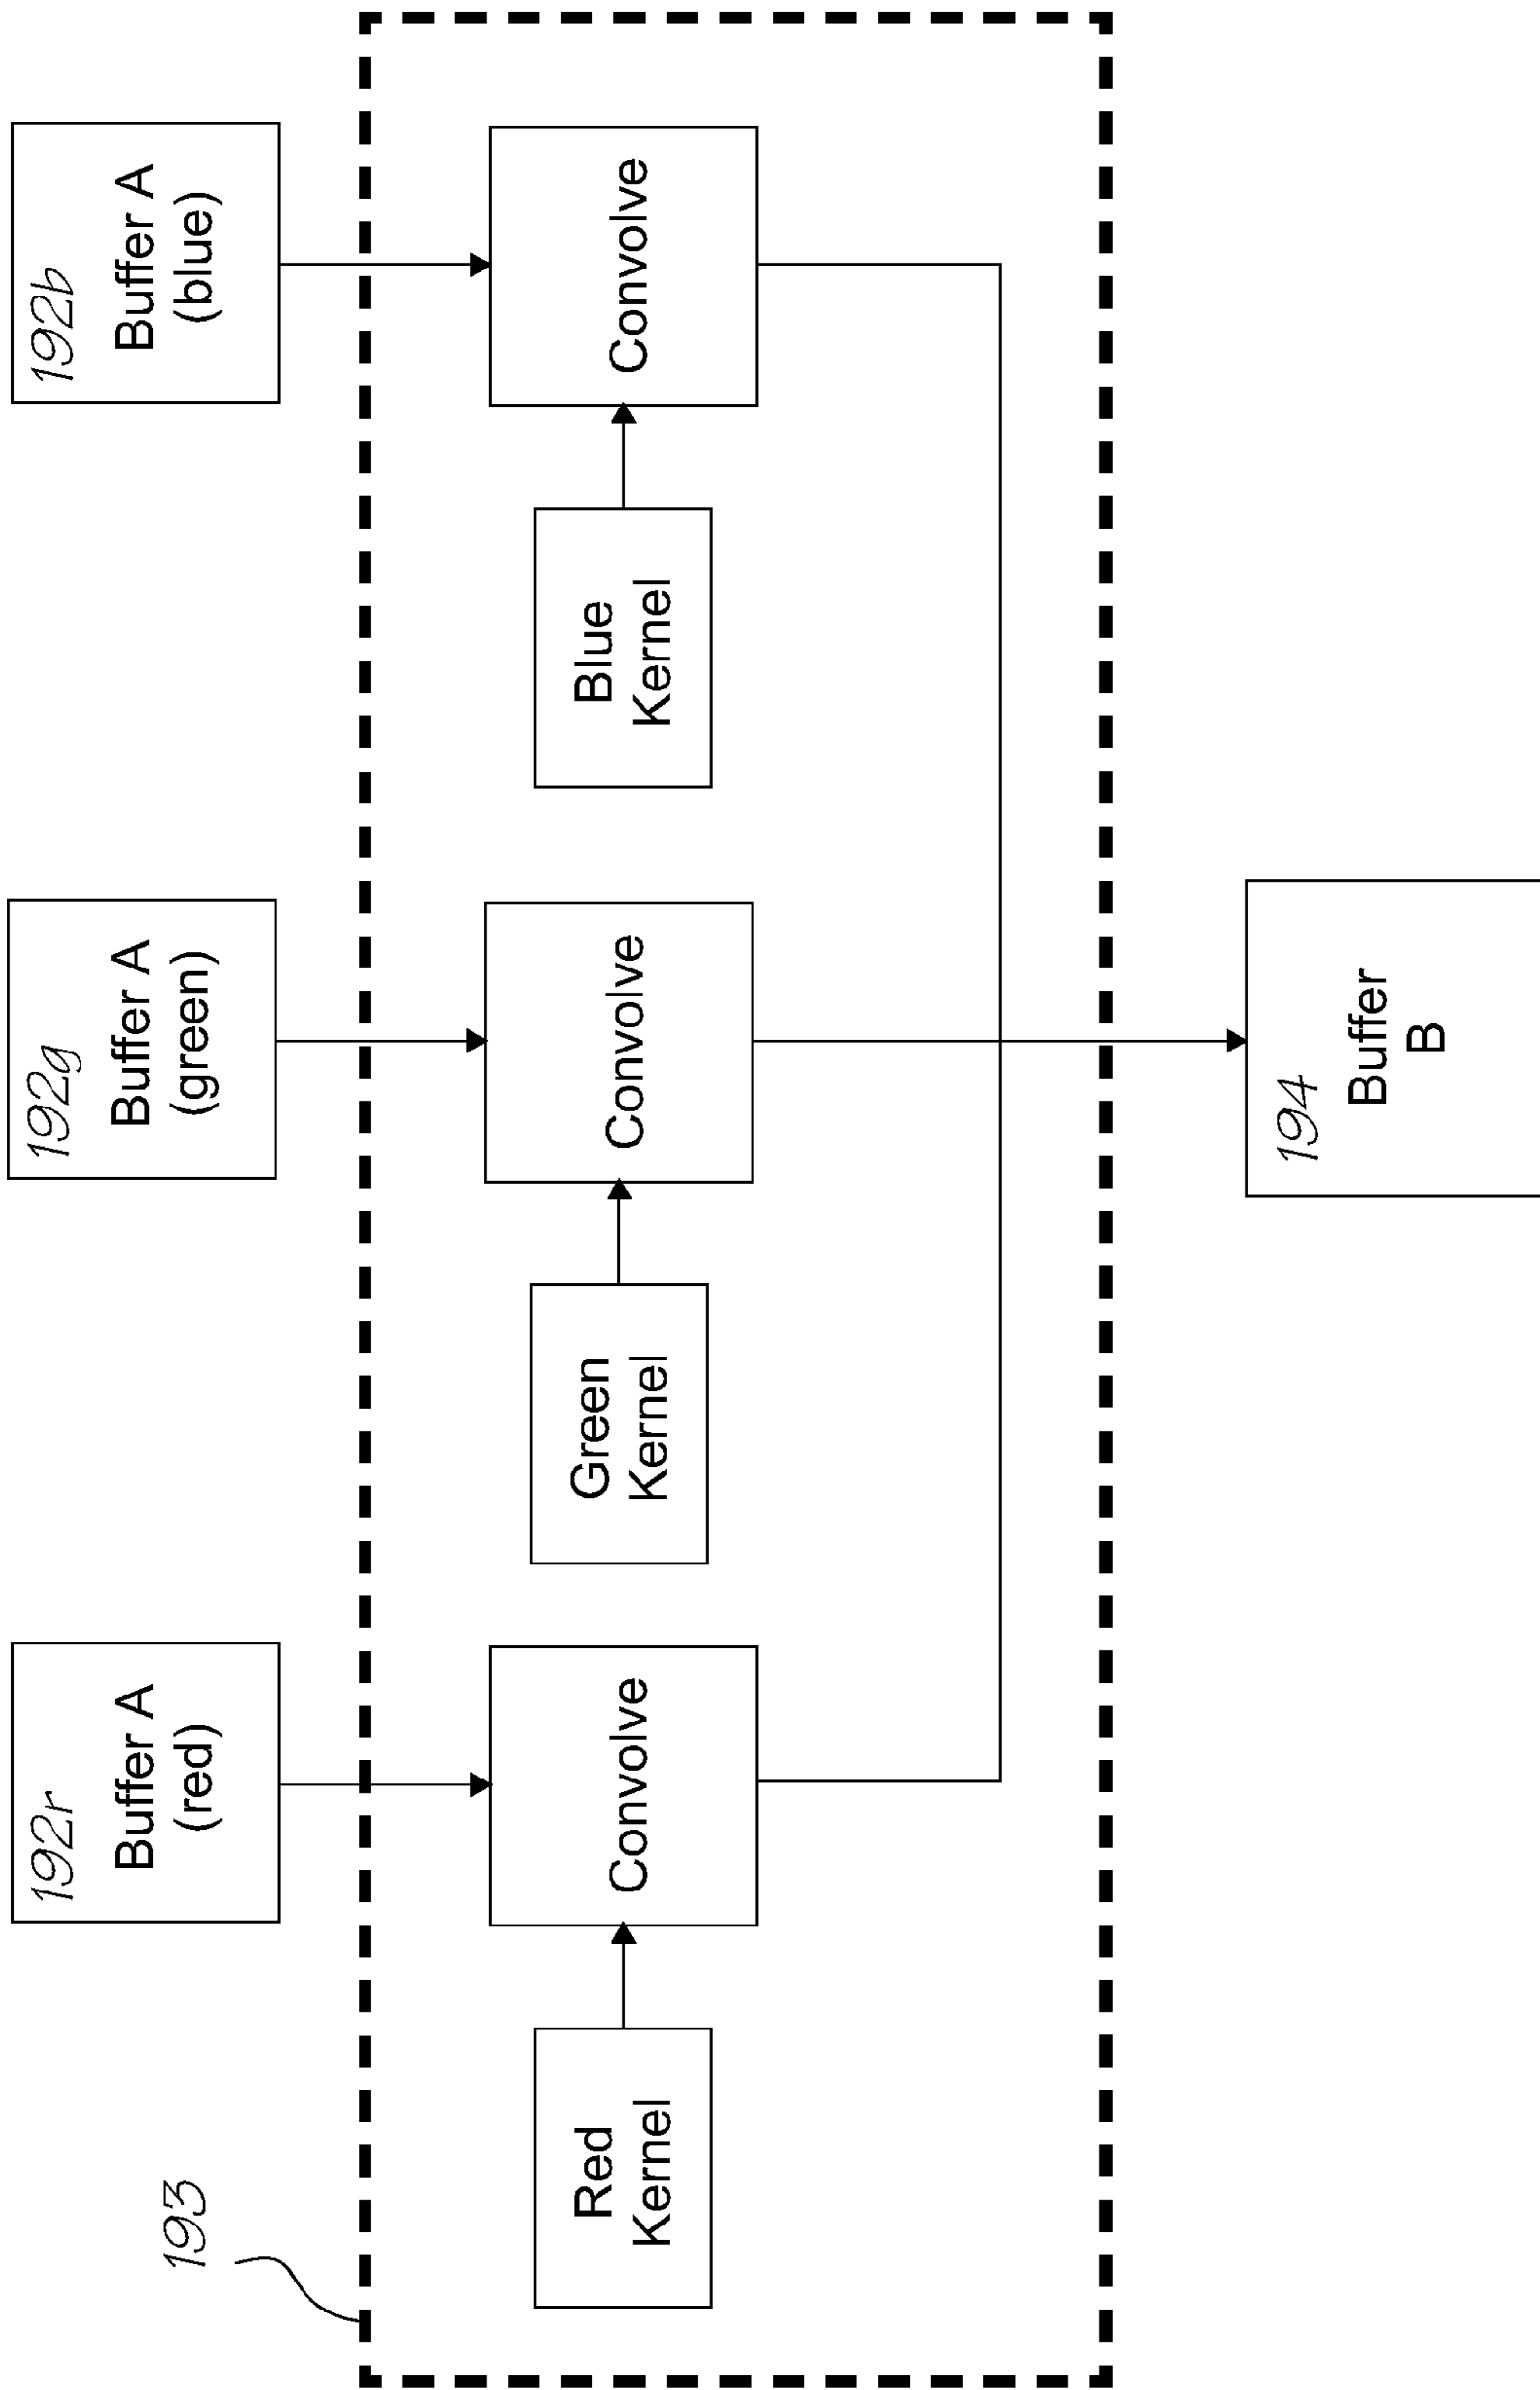 192r
Buffer A
(red)
192g
Buffer A
(green)
192b
Buffer A
(blue)
193
Red
Kernel
Convolve
Green
Kernel
Convolve
Blue
Kernel
Convolve
194
Buffer
B